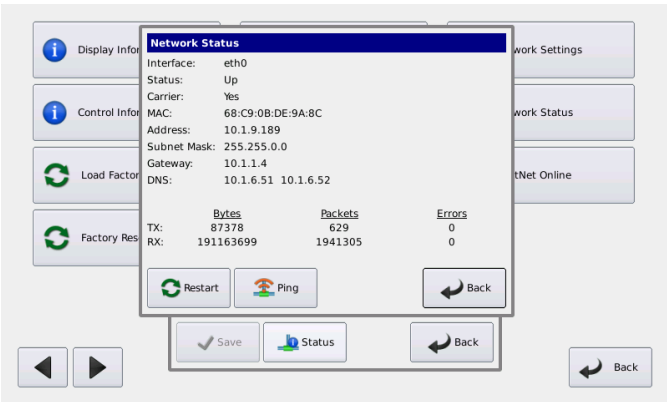 Display Infor
Control Infor
Load Factor
Factory Res
Network Status
Interface: eth0
Status: Up
Carrier: Yes
MAC: 68:C9:0B:DE:9A:8C
Address: 10.1.9.189
Subnet Mask: 255.255.0.0
Gateway: 10.1.1.4
DNS: 10.1.6.51 10.1.6.52
Bytes Packets Errors
TX: 87378 629 0
RX: 191163699 1941305 0
Restart Ping Back
work Settings
work Status
tNet Online
Save Status Back
Back